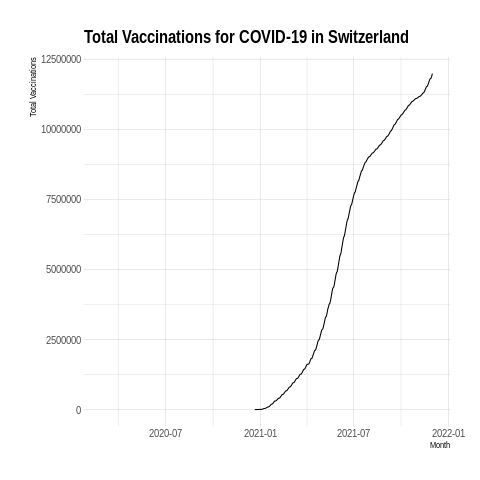 Total Vaccinations for COVID-19 in Switzerland
Total Vaccinations
12500000
10000000
7500000
5000000
2500000
0
2020-07 2021-01 2021-07 2022-01
Month